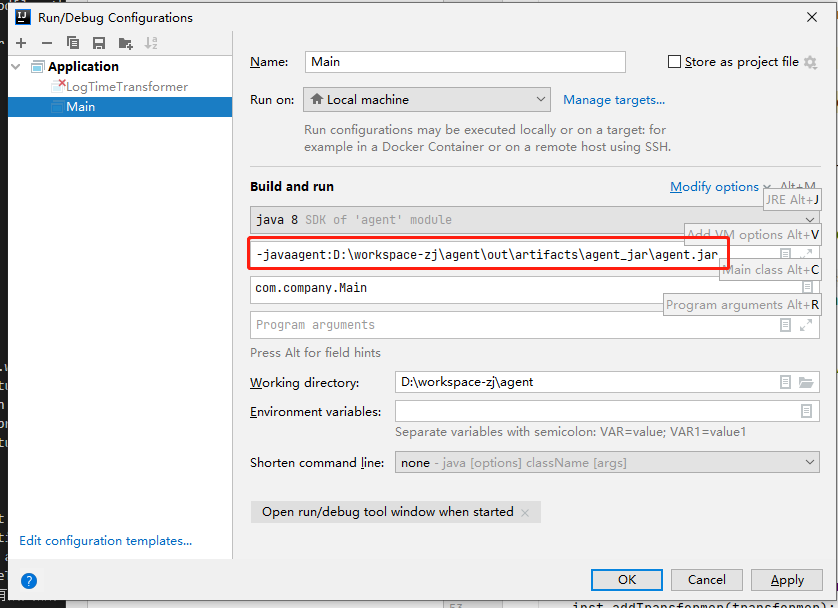 Run/Debug Configurations
Application
LogTimeTransformer
Main
Name: Main
Store as project file
Run on: Local machine
Manage targets...
Run configurations may be executed locally or on a target: for
example in a Docker Container or on a remote host using SSH.
Build and run
Modify options Alt+M
JRE Alt+J
java 8 SDK of 'agent' module
Add VM options Alt+V
-javaagent:D:\workspace-zj\agent\out\artifacts\agent_jar\agent.jar
Main class Alt+C
com.company.Main
Program arguments Alt+R
Program arguments
Press Alt for field hints
Working directory: D:\workspace-zj\agent
Environment variables:
Separate variables with semicolon: VAR=value; VAR1=value1
Shorten command line: none - java [options] className [args]
Open run/debug tool window when started
Edit configuration templates...
?
OK
Cancel
Apply
53
inst.addTransformer(transformer);